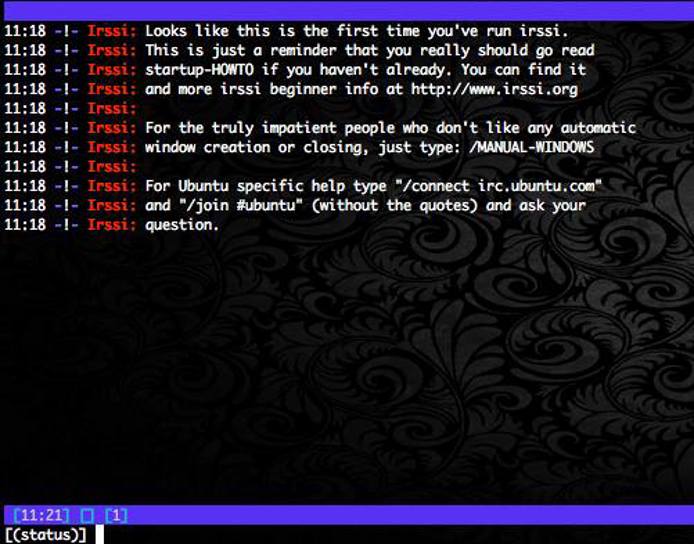 11:18 -!- Irssi: Looks like this is the first time you've run irssi.
11:18 -!- Irssi: This is just a reminder that you really should go read
11:18 -!- Irssi: startup-HOWTO if you haven't already. You can find it
11:18 -!- Irssi: and more irssi beginner info at http://www.irssi.org
11:18 -!- Irssi:
11:18 -!- Irssi: For the truly impatient people who don't like any automatic
11:18 -!- Irssi: window creation or closing, just type: /MANUAL-WINDOWS
11:18 -!- Irssi:
11:18 -!- Irssi: For Ubuntu specific help type "/connect irc.ubuntu.com"
11:18 -!- Irssi: and "/join #ubuntu" (without the quotes) and ask your
11:18 -!- Irssi: question.
[11:21] [] [1]
[(status)]